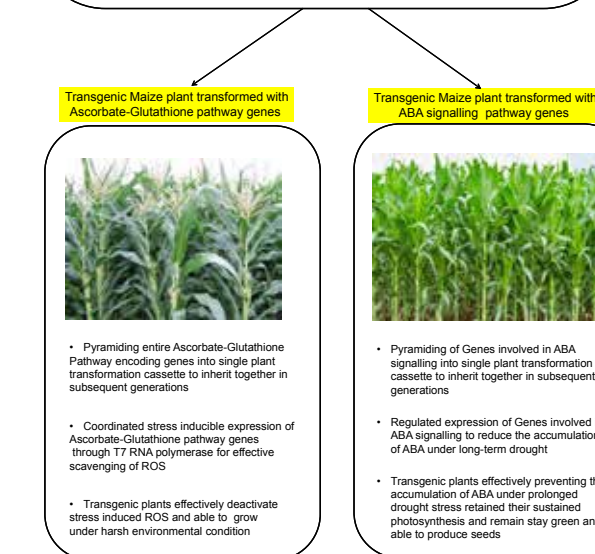 Transgenic Maize plant transformed with
Ascorbate-Glutathione pathway genes
• Pyramiding entire Ascorbate-Glutathione
Pathway encoding genes into single plant
transformation cassette to inherit together in
subsequent generations
• Coordinated stress inducible expression of
Ascorbate-Glutathione pathway genes
through T7 RNA polymerase for effective
scavenging of ROS
• Transgenic plants effectively deactivate
stress induced ROS and able to grow
under harsh environmental condition
Transgenic Maize plant transformed with
ABA signalling pathway genes
• Pyramiding of Genes involved in ABA
signalling into single plant transformation
cassette to inherit together in subsequent
generations
• Regulated expression of Genes involved
ABA signalling to reduce the accumulation
of ABA under long-term drought
• Transgenic plants effectively preventing
accumulation of ABA under prolonged
drought stress retained their sustained
photosynthesis and remain stay green
able to produce seeds